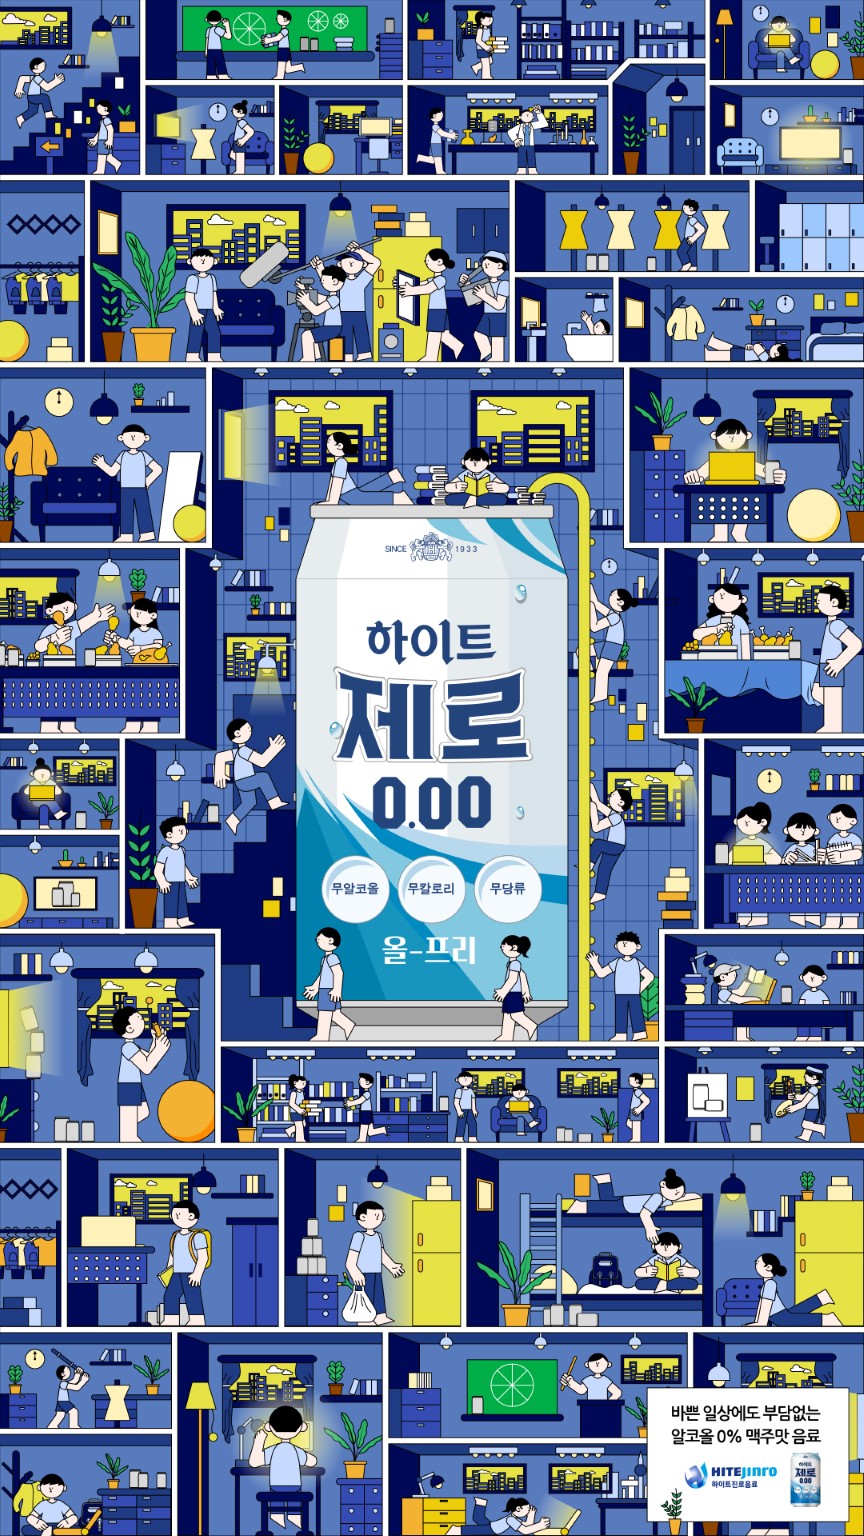 SINCE 1933
하이트
제로
0.00
무알코올 무칼로리 무당류
올-프리
바쁜 일상에도 부담없는
알코올 0% 맥주맛 음료
HITEJINRO
하이트진로음료
하이트
제로
0.00